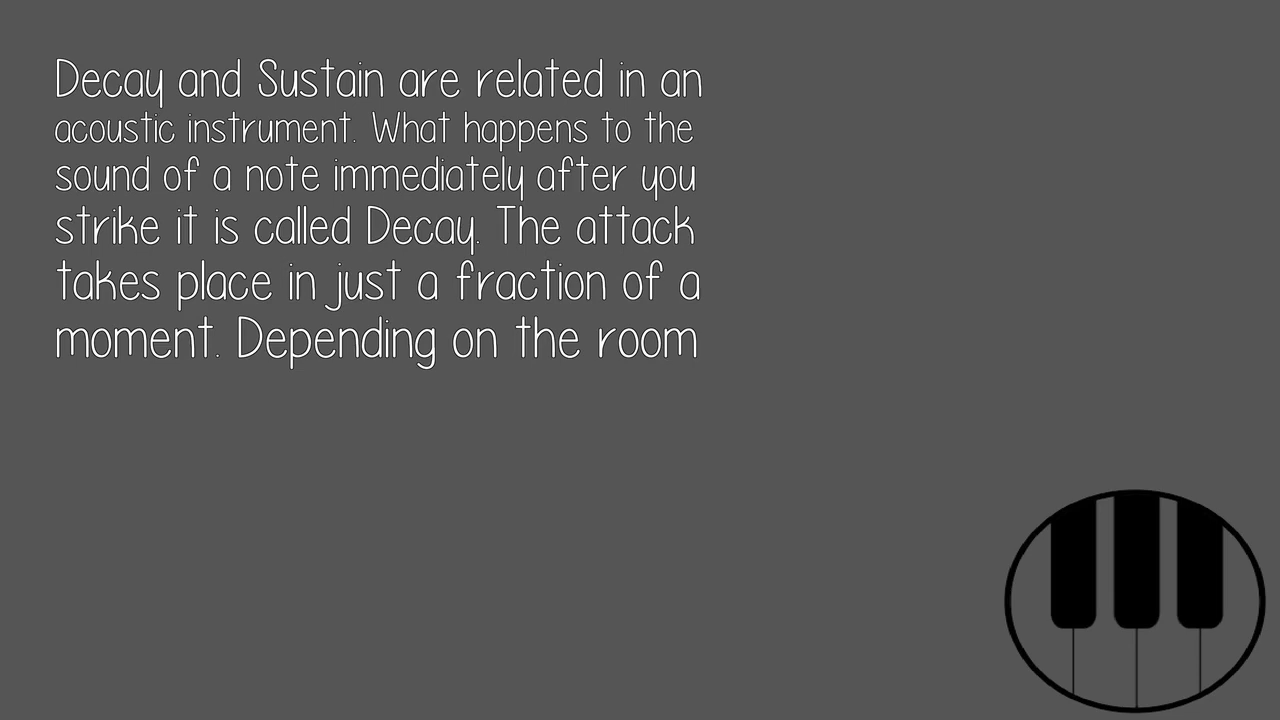 Decay and Sustain are related in an
acoustic instrument. What happens to the
sound of a note immediately after you
strike it is called Decay. The attack
takes place in just a fraction of a
moment. Depending on the room